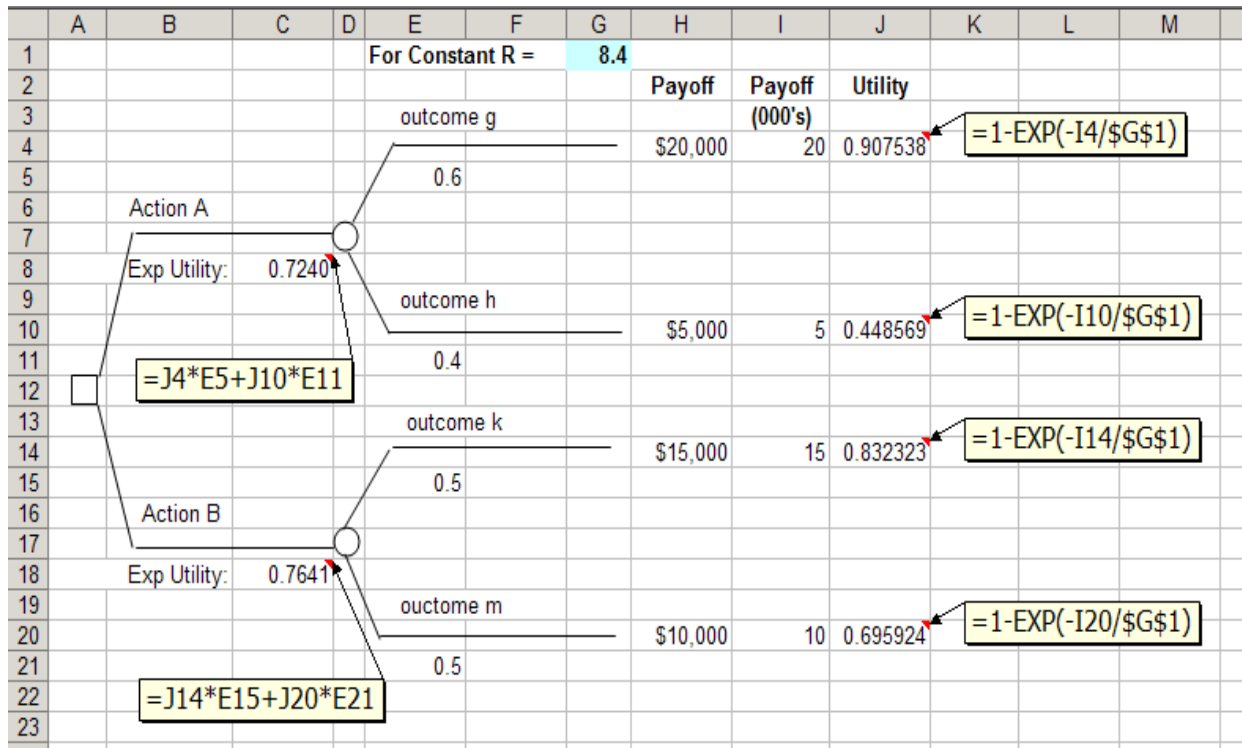 A B C D E F G H I J K L M
1 For Constant R = 8.4
2 Payoff Payoff Utility
3 outcome g (000's)
4 $20,000 20 0.907538 =1-EXP(-I4/$G$1)
5 0.6
6 Action A
7
8 Exp Utility: 0.7240
9 outcome h
10 $5,000 5 0.448569 =1-EXP(-I10/$G$1)
11 0.4
12 =J4*E5+J10*E11
13 outcome k
14 $15,000 15 0.832323 =1-EXP(-I14/$G$1)
15 0.5
16 Action B
17
18 Exp Utility: 0.7641
19 ouctome m
20 $10,000 10 0.695924 =1-EXP(-I20/$G$1)
21 0.5
22 =J14*E15+J20*E21
23